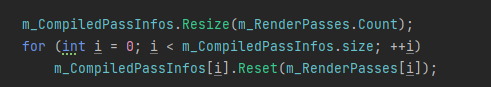 m_CompiledPassInfos.Resize(m_RenderPasses.Count);
for (int i = 0; i < m_CompiledPassInfos.size; ++i)
    m_CompiledPassInfos[i].Reset(m_RenderPasses[i]);